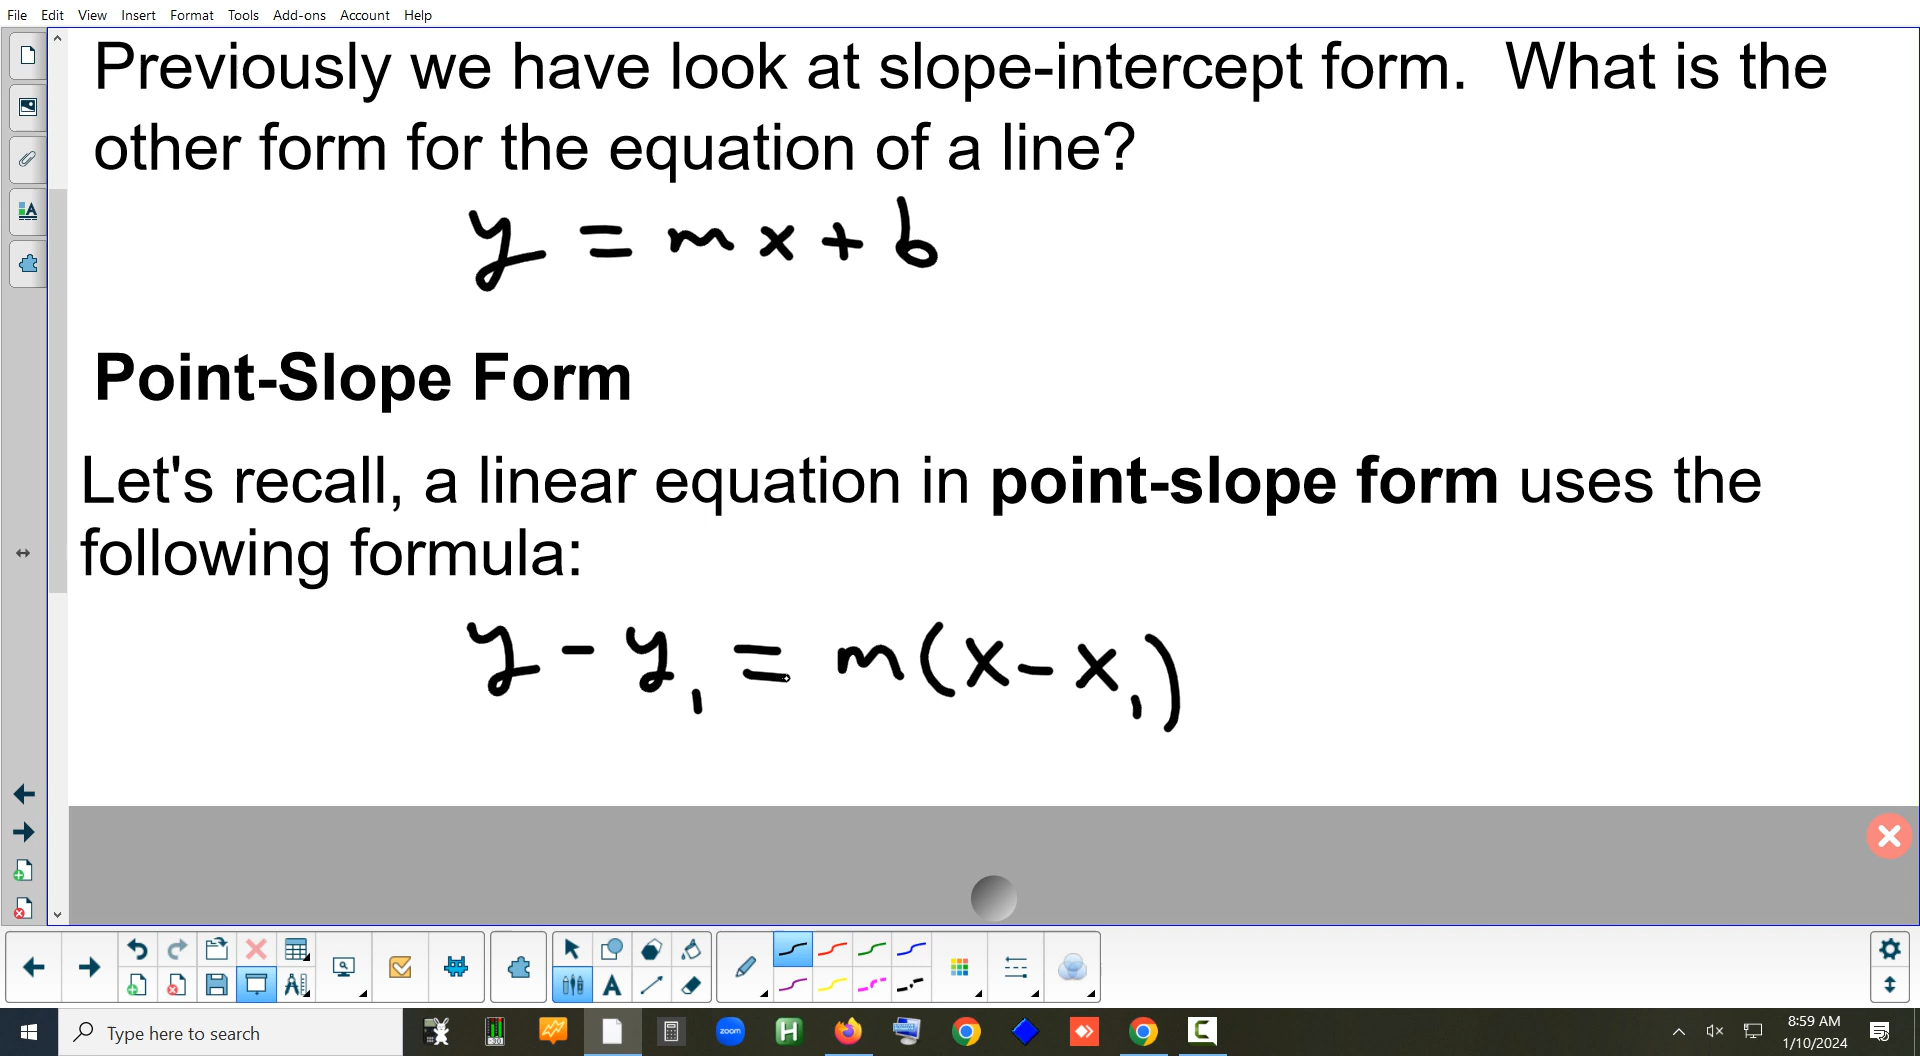 File Edit View Insert Format Tools Add-ons Account Help
Previously we have look at slope-intercept form.  What is the
other form for the equation of a line?
y = mx + b
Point-Slope Form
Let's recall, a linear equation in point-slope form uses the
following formula:
y - y₁ = m(x - x₁)
Type here to search
zoom
8:59 AM
1/10/2024